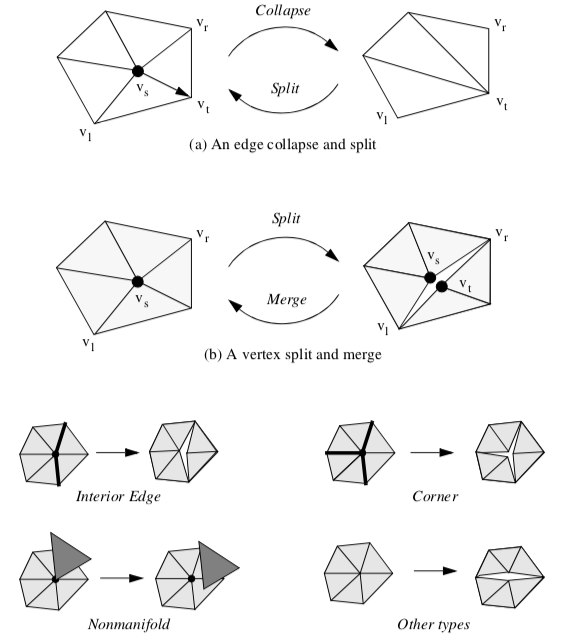 Collapse
v_r
v_s
v_t
v_l
Split
v_r
v_t
v_l
(a) An edge collapse and split
Split
v_r
v_s
v_l
Merge
v_r
v_s
v_t
v_l
(b) A vertex split and merge
Interior Edge
Corner
Nonmanifold
Other types